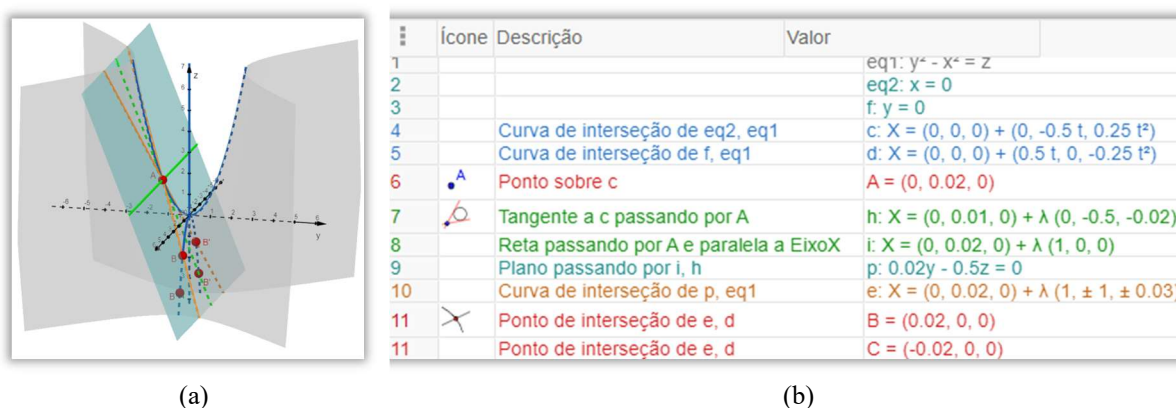 z
A
y
B'
B
B'
B
Ícone Descrição Valor
1 eq1: y² - x² = z
2 eq2: x = 0
3 f: y = 0
4 Curva de interseção de eq2, eq1 c: X = (0, 0, 0) + (0, -0.5 t, 0.25 t²)
5 Curva de interseção de f, eq1 d: X = (0, 0, 0) + (0.5 t, 0, -0.25 t²)
6 A Ponto sobre c A = (0, 0.02, 0)
7 Tangente a c passando por A h: X = (0, 0.01, 0) + λ (0, -0.5, -0.02)
8 Reta passando por A e paralela a EixoX i: X = (0, 0.02, 0) + λ (1, 0, 0)
9 Plano passando por i, h p: 0.02y - 0.5z = 0
10 Curva de interseção de p, eq1 e: X = (0, 0.02, 0) + λ (1, ± 1, ± 0.03)
11 Ponto de interseção de e, d B = (0.02, 0, 0)
11 Ponto de interseção de e, d C = (-0.02, 0, 0)
(a) (b)